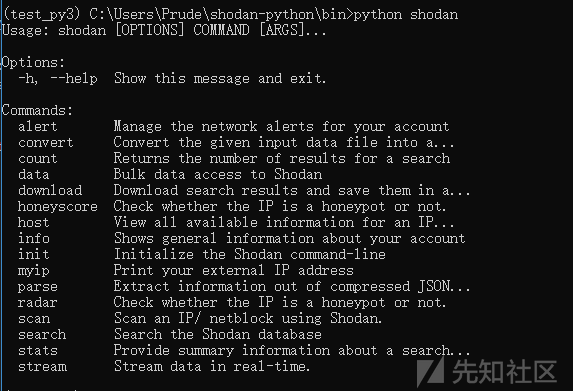 (test_py3) C:\Users\Prude\shodan-python\bin>python shodan
Usage: shodan [OPTIONS] COMMAND [ARGS]...

Options:
  -h, --help  Show this message and exit.

Commands:
  alert       Manage the network alerts for your account
  convert     Convert the given input data file into a...
  count       Returns the number of results for a search
  data        Bulk data access to Shodan
  download    Download search results and save them in a...
  honeyscore  Check whether the IP is a honeypot or not.
  host        View all available information for an IP...
  info        Shows general information about your account
  init        Initialize the Shodan command-line
  myip        Print your external IP address
  parse       Extract information out of compressed JSON...
  radar       Check whether the IP is a honeypot or not.
  scan        Scan an IP/ netblock using Shodan.
  search      Search the Shodan database
  stats       Provide summary information about a search...
  stream      Stream data in real-time.
先知社区